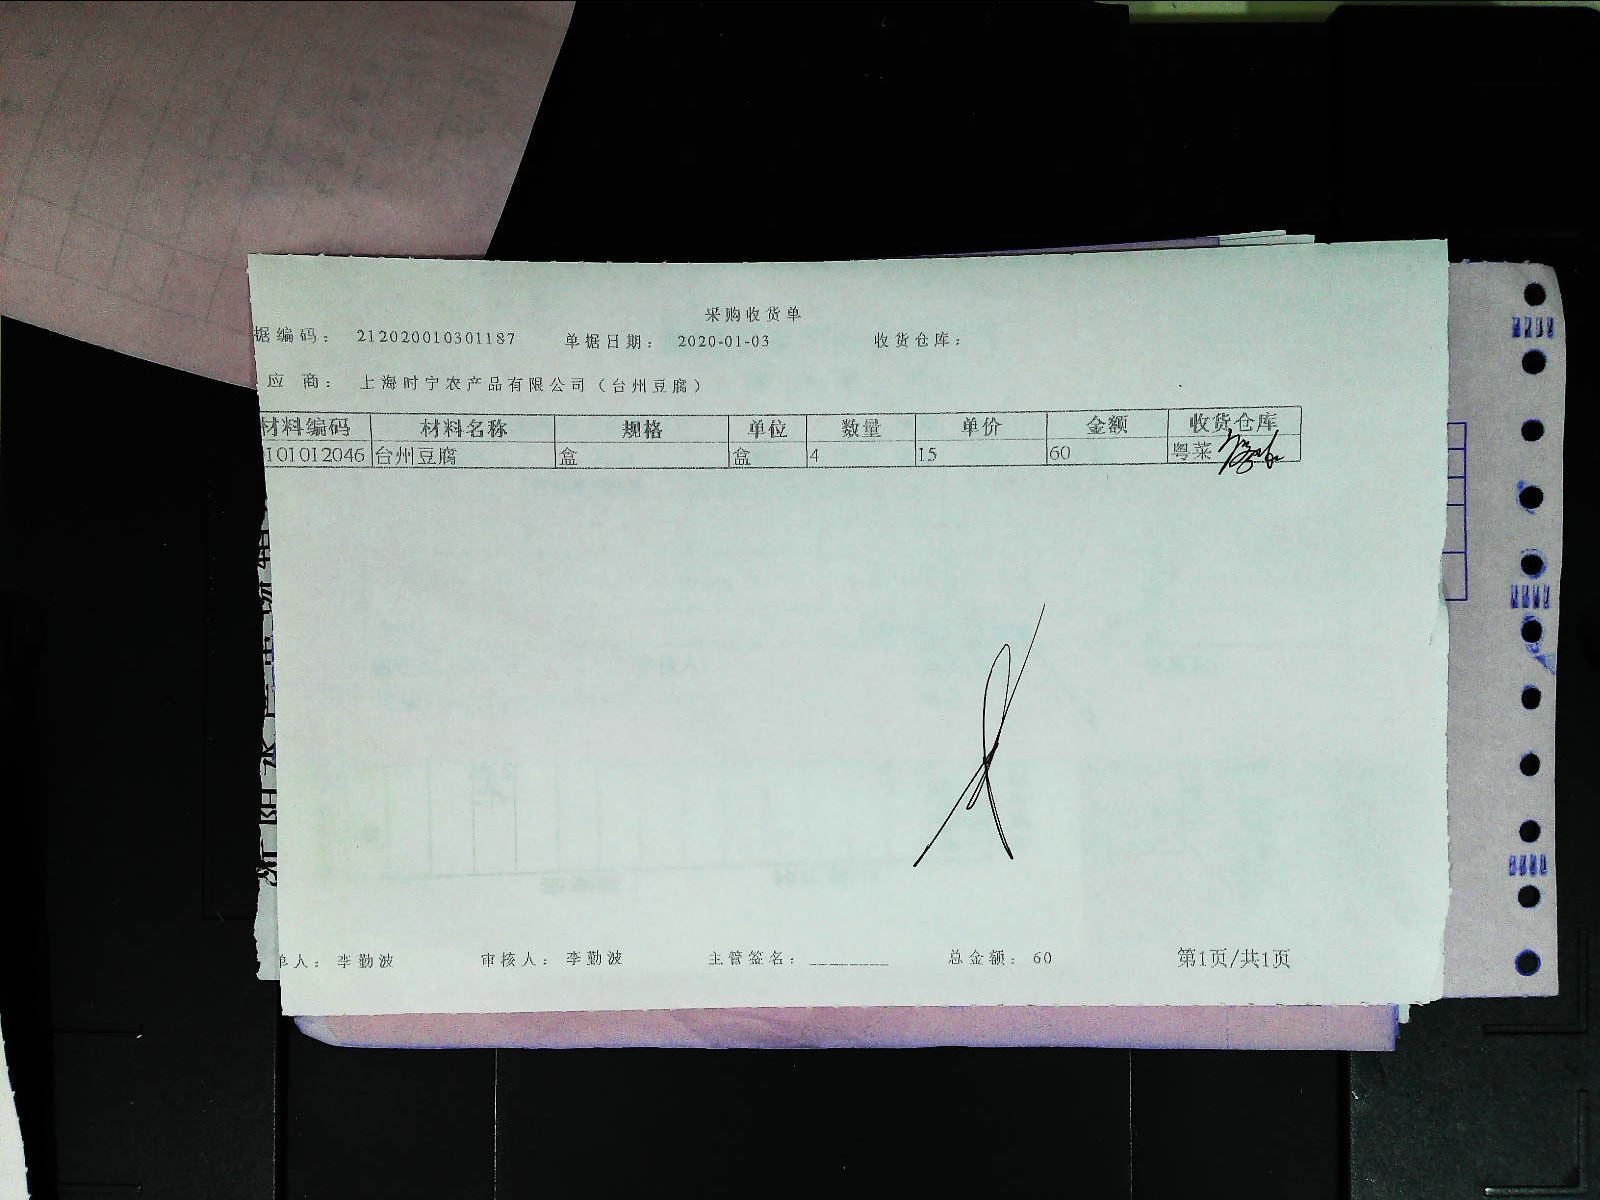 采购收货单
据编码： 212020010301187 单据日期： 2020-01-03 收货仓库：
应 商： 上海时宁农产品有限公司（台州豆腐）
材料编码 材料名称 规格 单位 数量 单价 金额 收货仓库
101012046 台州豆腐 盒 盒 4 15 60 粤菜
单人： 李勤波 审核人： 李勤波 主管签名： ________ 总金额： 60 第1页/共1页